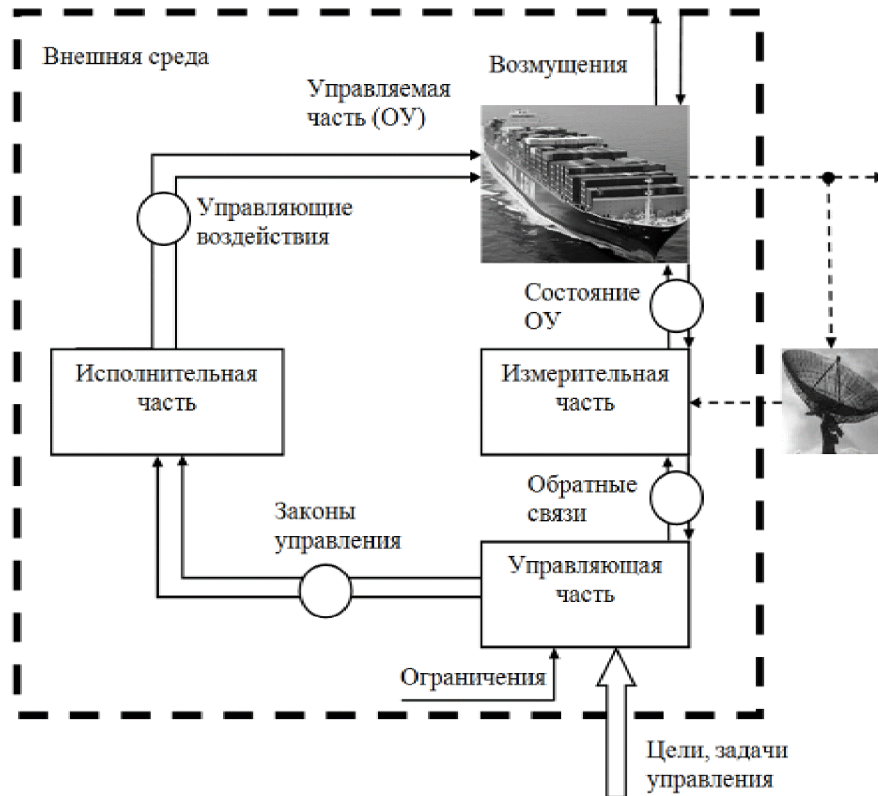 Внешняя среда
Возмущения
Управляемая
часть (ОУ)
Управляющие
воздействия
Состояние
ОУ
Исполнительная
часть
Измерительная
часть
Обратные
связи
Законы
управления
Управляющая
часть
Ограничения
Цели, задачи
управления